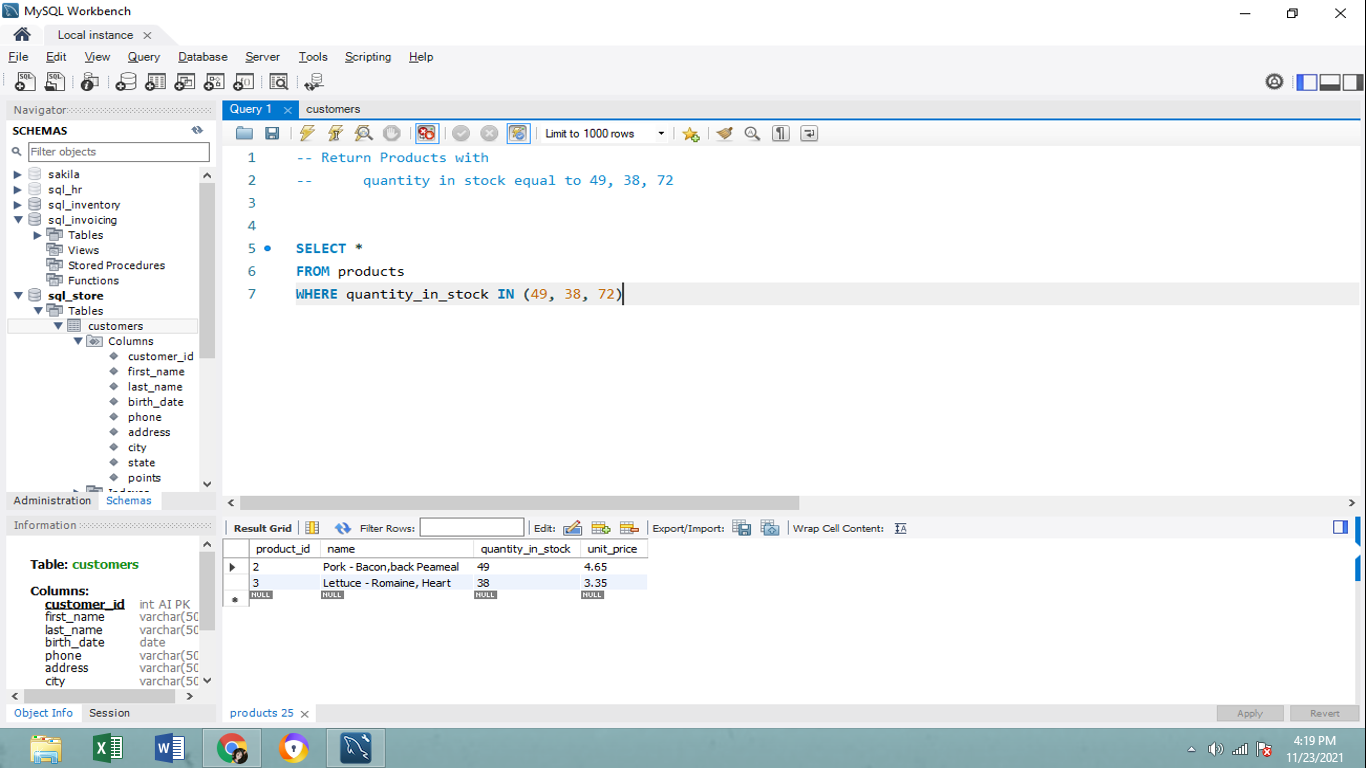 MySQL Workbench
Local instance
File Edit View Query Database Server Tools Scripting Help
Navigator
SCHEMAS
Filter objects
sakila
sql_hr
sql_inventory
sql_invoicing
Tables
Views
Stored Procedures
Functions
sql_store
Tables
customers
Columns
customer_id
first_name
last_name
birth_date
phone
address
city
state
points
Administration Schemas
Information
Table: customers
Columns:
customer_id int AI PK
first_name varchar(50
last_name varchar(50
birth_date date
phone varchar(50
address varchar(50
city varchar(50
Object Info Session
Query 1 customers
Limit to 1000 rows
1 -- Return Products with
2 -- quantity in stock equal to 49, 38, 72
3
4
5 SELECT *
6 FROM products
7 WHERE quantity_in_stock IN (49, 38, 72)
Result Grid Filter Rows: Edit: Export/Import: Wrap Cell Content:
product_id name quantity_in_stock unit_price
2 Pork - Bacon,back Peameal 49 4.65
3 Lettuce - Romaine, Heart 38 3.35
NULL NULL NULL NULL
products 25
Apply Revert
4:19 PM
11/23/2021